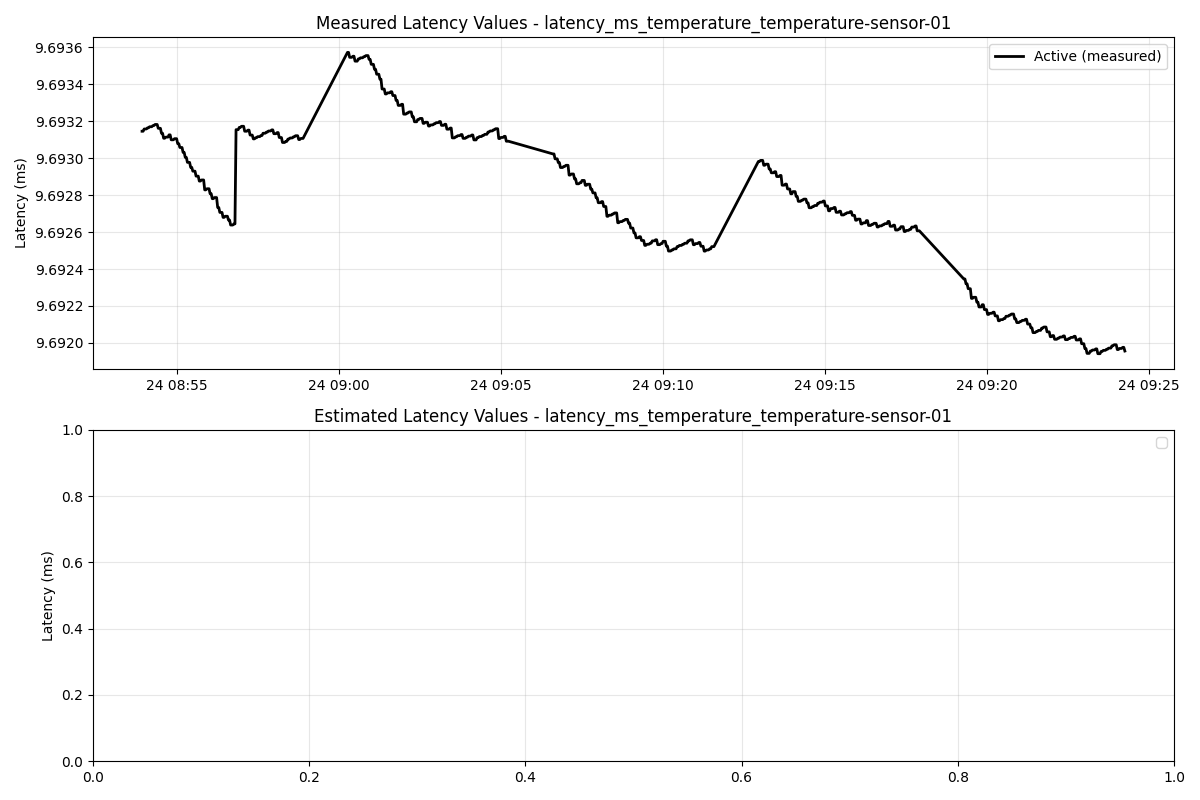 Measured Latency Values - latency_ms_temperature_temperature-sensor-01
9.6936
Active (measured)
9.6934
9.6932
9.6930
9.6928
9.6926
9.6924
9.6922
9.6920
Latency (ms)
24 08:55 24 09:00 24 09:05 24 09:10 24 09:15 24 09:20 24 09:25
Estimated Latency Values - latency_ms_temperature_temperature-sensor-01
1.0
0.8
0.6
0.4
0.2
0.0
Latency (ms)
0.0 0.2 0.4 0.6 0.8 1.0